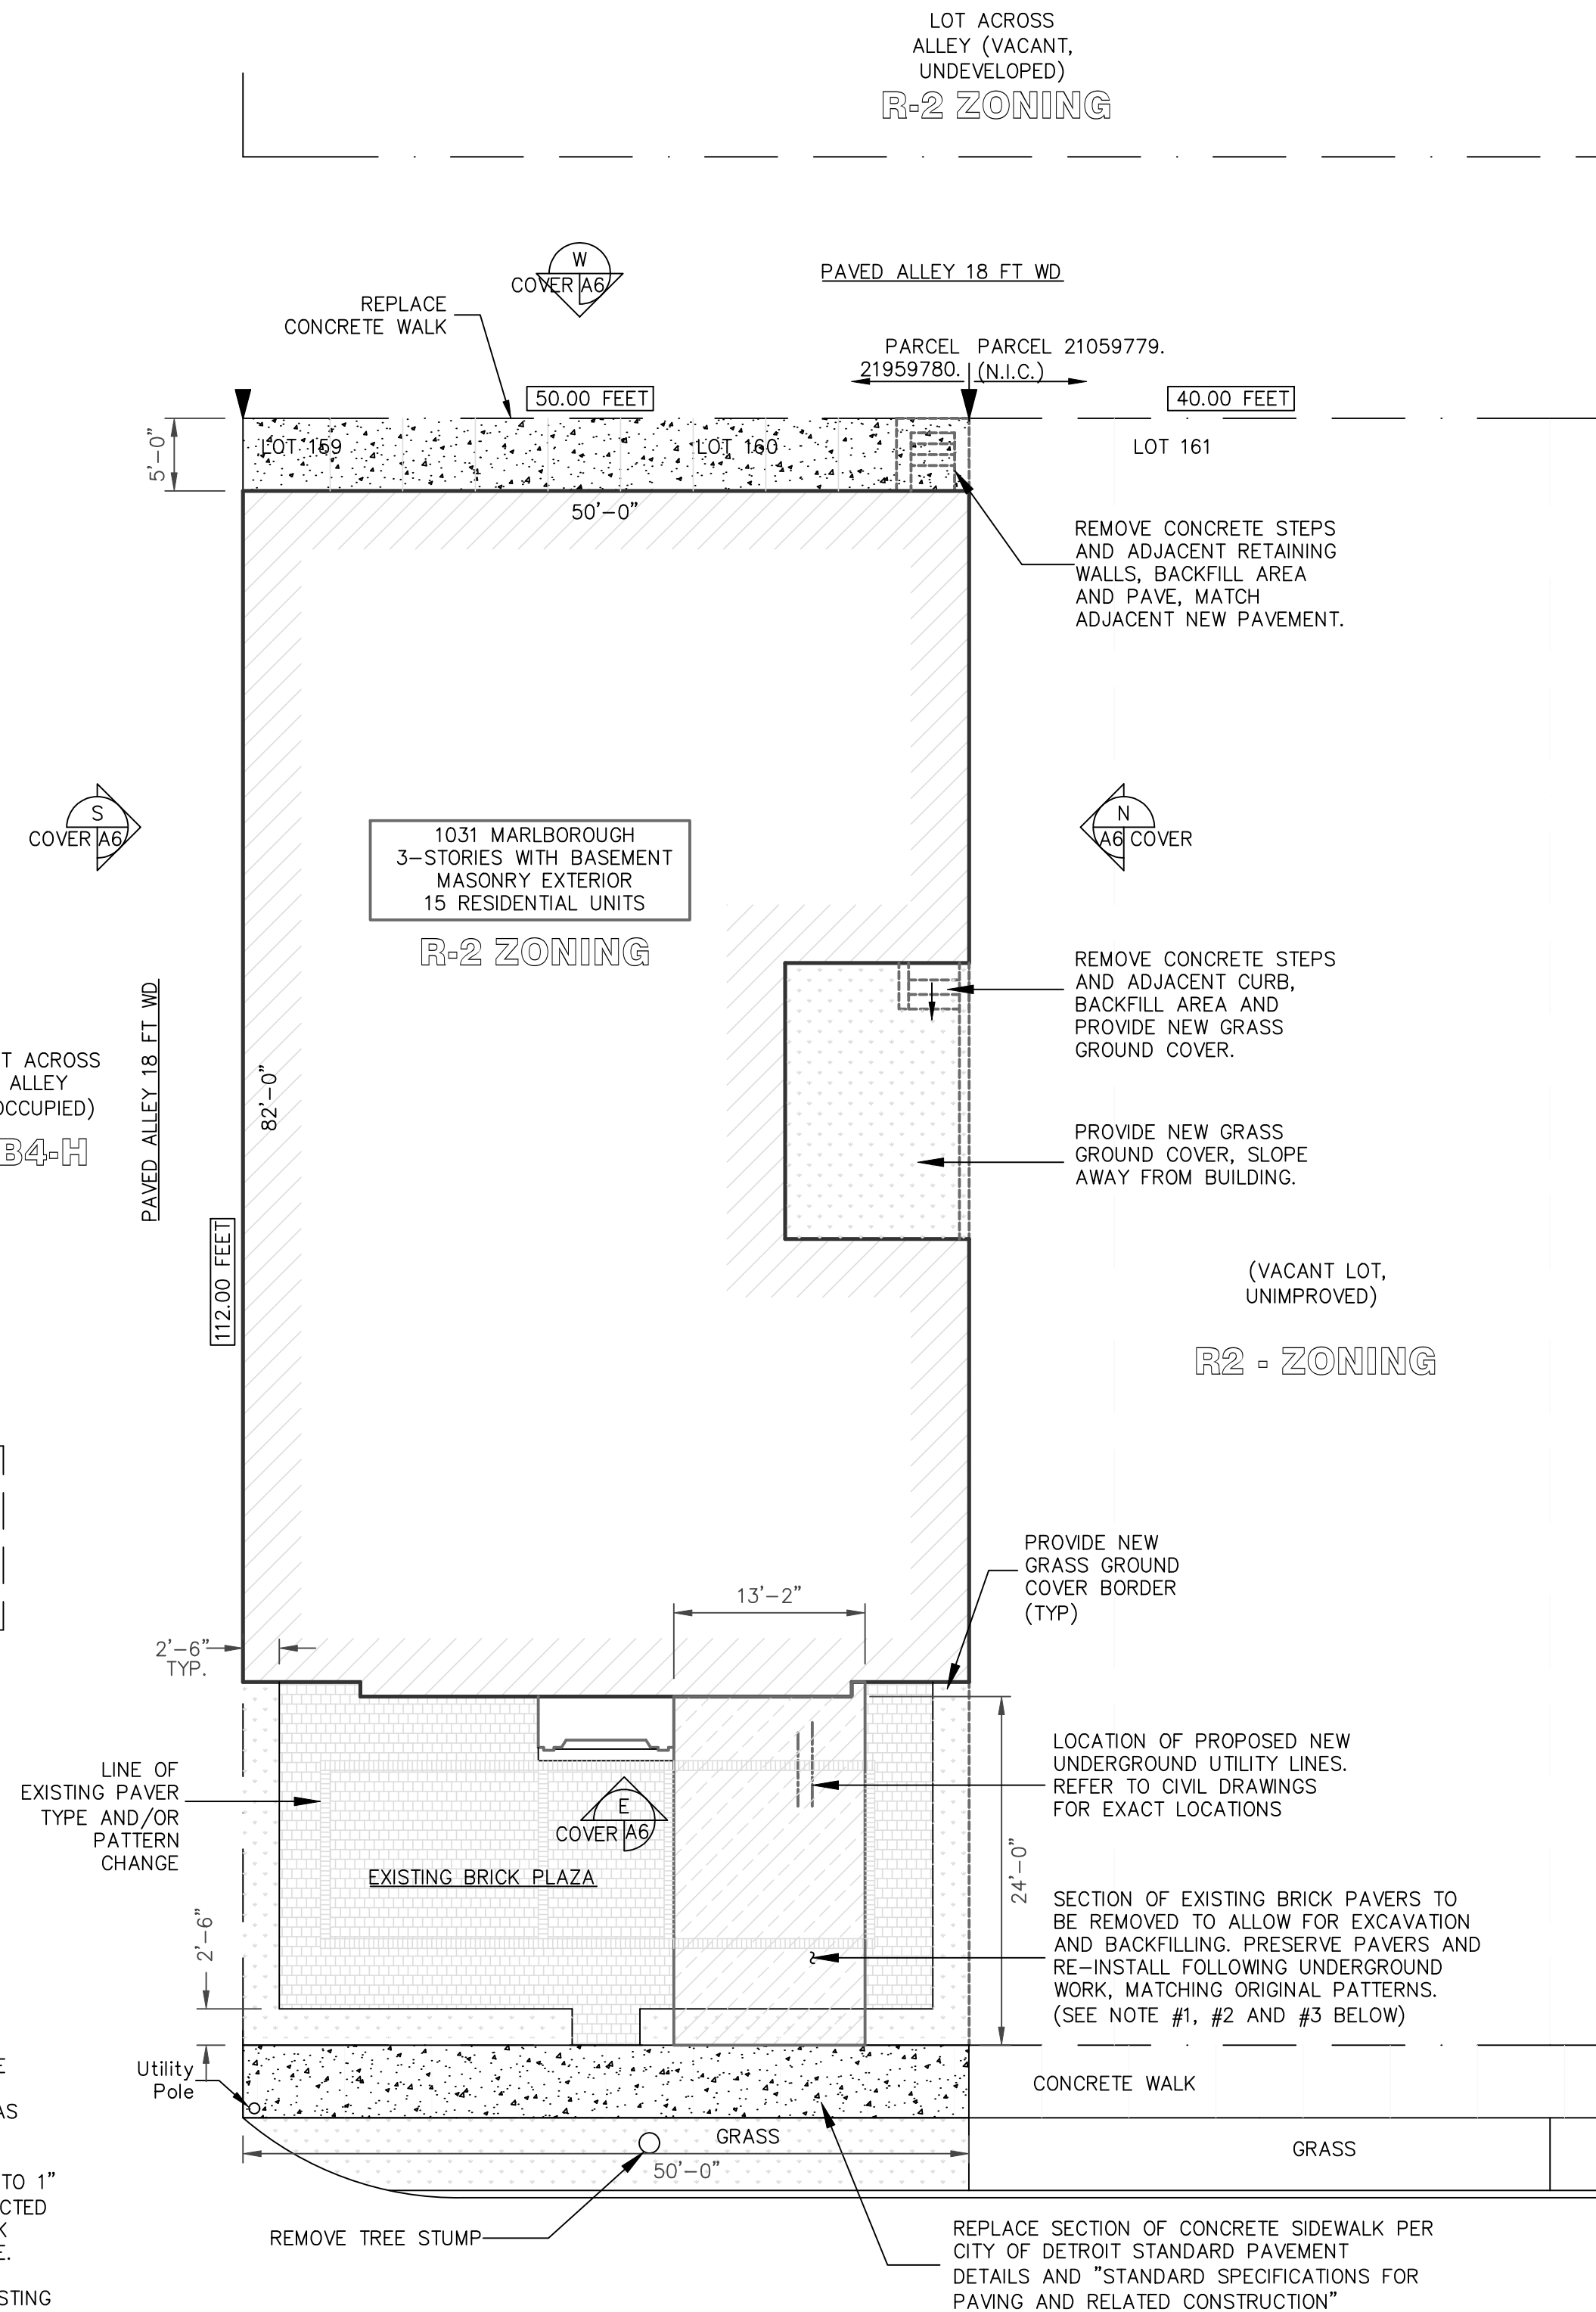 LOT ACROSS
ALLEY (VACANT,
UNDEVELOPED)
R-2 ZONING
W
COVER A6
PAVED ALLEY 18 FT WD
REPLACE
CONCRETE WALK
PARCEL
21959780.
PARCEL 21059779.
(N.I.C.)
50.00 FEET
40.00 FEET
5'-0"
LOT 159
LOT 160
LOT 161
50'-0"
REMOVE CONCRETE STEPS
AND ADJACENT RETAINING
WALLS, BACKFILL AREA
AND PAVE, MATCH
ADJACENT NEW PAVEMENT.
S
COVER A6
N
A6 COVER
1031 MARLBOROUGH
3-STORIES WITH BASEMENT
MASONRY EXTERIOR
15 RESIDENTIAL UNITS
R-2 ZONING
REMOVE CONCRETE STEPS
AND ADJACENT CURB,
BACKFILL AREA AND
PROVIDE NEW GRASS
GROUND COVER.
T ACROSS
ALLEY
OCCUPIED)
B4-H
PAVED ALLEY 18 FT WD
82'-0"
112.00 FEET
PROVIDE NEW GRASS
GROUND COVER, SLOPE
AWAY FROM BUILDING.
(VACANT LOT,
UNIMPROVED)
R2 - ZONING
PROVIDE NEW
GRASS GROUND
COVER BORDER
(TYP)
13'-2"
2'-6"
TYP.
LINE OF
EXISTING PAVER
TYPE AND/OR
PATTERN
CHANGE
E
COVER A6
EXISTING BRICK PLAZA
LOCATION OF PROPOSED NEW
UNDERGROUND UTILITY LINES.
REFER TO CIVIL DRAWINGS
FOR EXACT LOCATIONS
24'-0"
2'-6"
SECTION OF EXISTING BRICK PAVERS TO
BE REMOVED TO ALLOW FOR EXCAVATION
AND BACKFILLING. PRESERVE PAVERS AND
RE-INSTALL FOLLOWING UNDERGROUND
WORK, MATCHING ORIGINAL PATTERNS.
(SEE NOTE #1, #2 AND #3 BELOW)
Utility
Pole
CONCRETE WALK
GRASS
GRASS
50'-0"
E
AS
TO 1"
CTED
K
E.
STING
REMOVE TREE STUMP
REPLACE SECTION OF CONCRETE SIDEWALK PER
CITY OF DETROIT STANDARD PAVEMENT
DETAILS AND "STANDARD SPECIFICATIONS FOR
PAVING AND RELATED CONSTRUCTION"